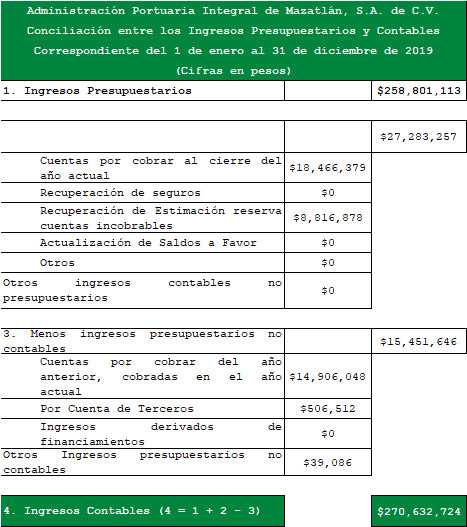 Administración Portuaria Integral de Mazatlán, S.A. de C.V.
Conciliación entre los Ingresos Presupuestarios y Contables
Correspondiente del 1 de enero al 31 de diciembre de 2019
(Cifras en pesos)
1. Ingresos Presupuestarios $258,801,113
$27,283,257
Cuentas por cobrar al cierre del
año actual $18,466,379
Recuperación de seguros $0
Recuperación de Estimación reserva
cuentas incobrables $8,816,878
Actualización de Saldos a Favor $0
Otros $0
Otros ingresos contables no
presupuestarios $0
3. Menos ingresos presupuestarios no
contables $15,451,646
Cuentas por cobrar del año
anterior, cobradas en el año
actual $14,906,048
Por Cuenta de Terceros $506,512
Ingresos derivados de
financiamientos $0
Otros Ingresos presupuestarios no
contables $39,086
4. Ingresos Contables (4 = 1 + 2 - 3) $270,632,724